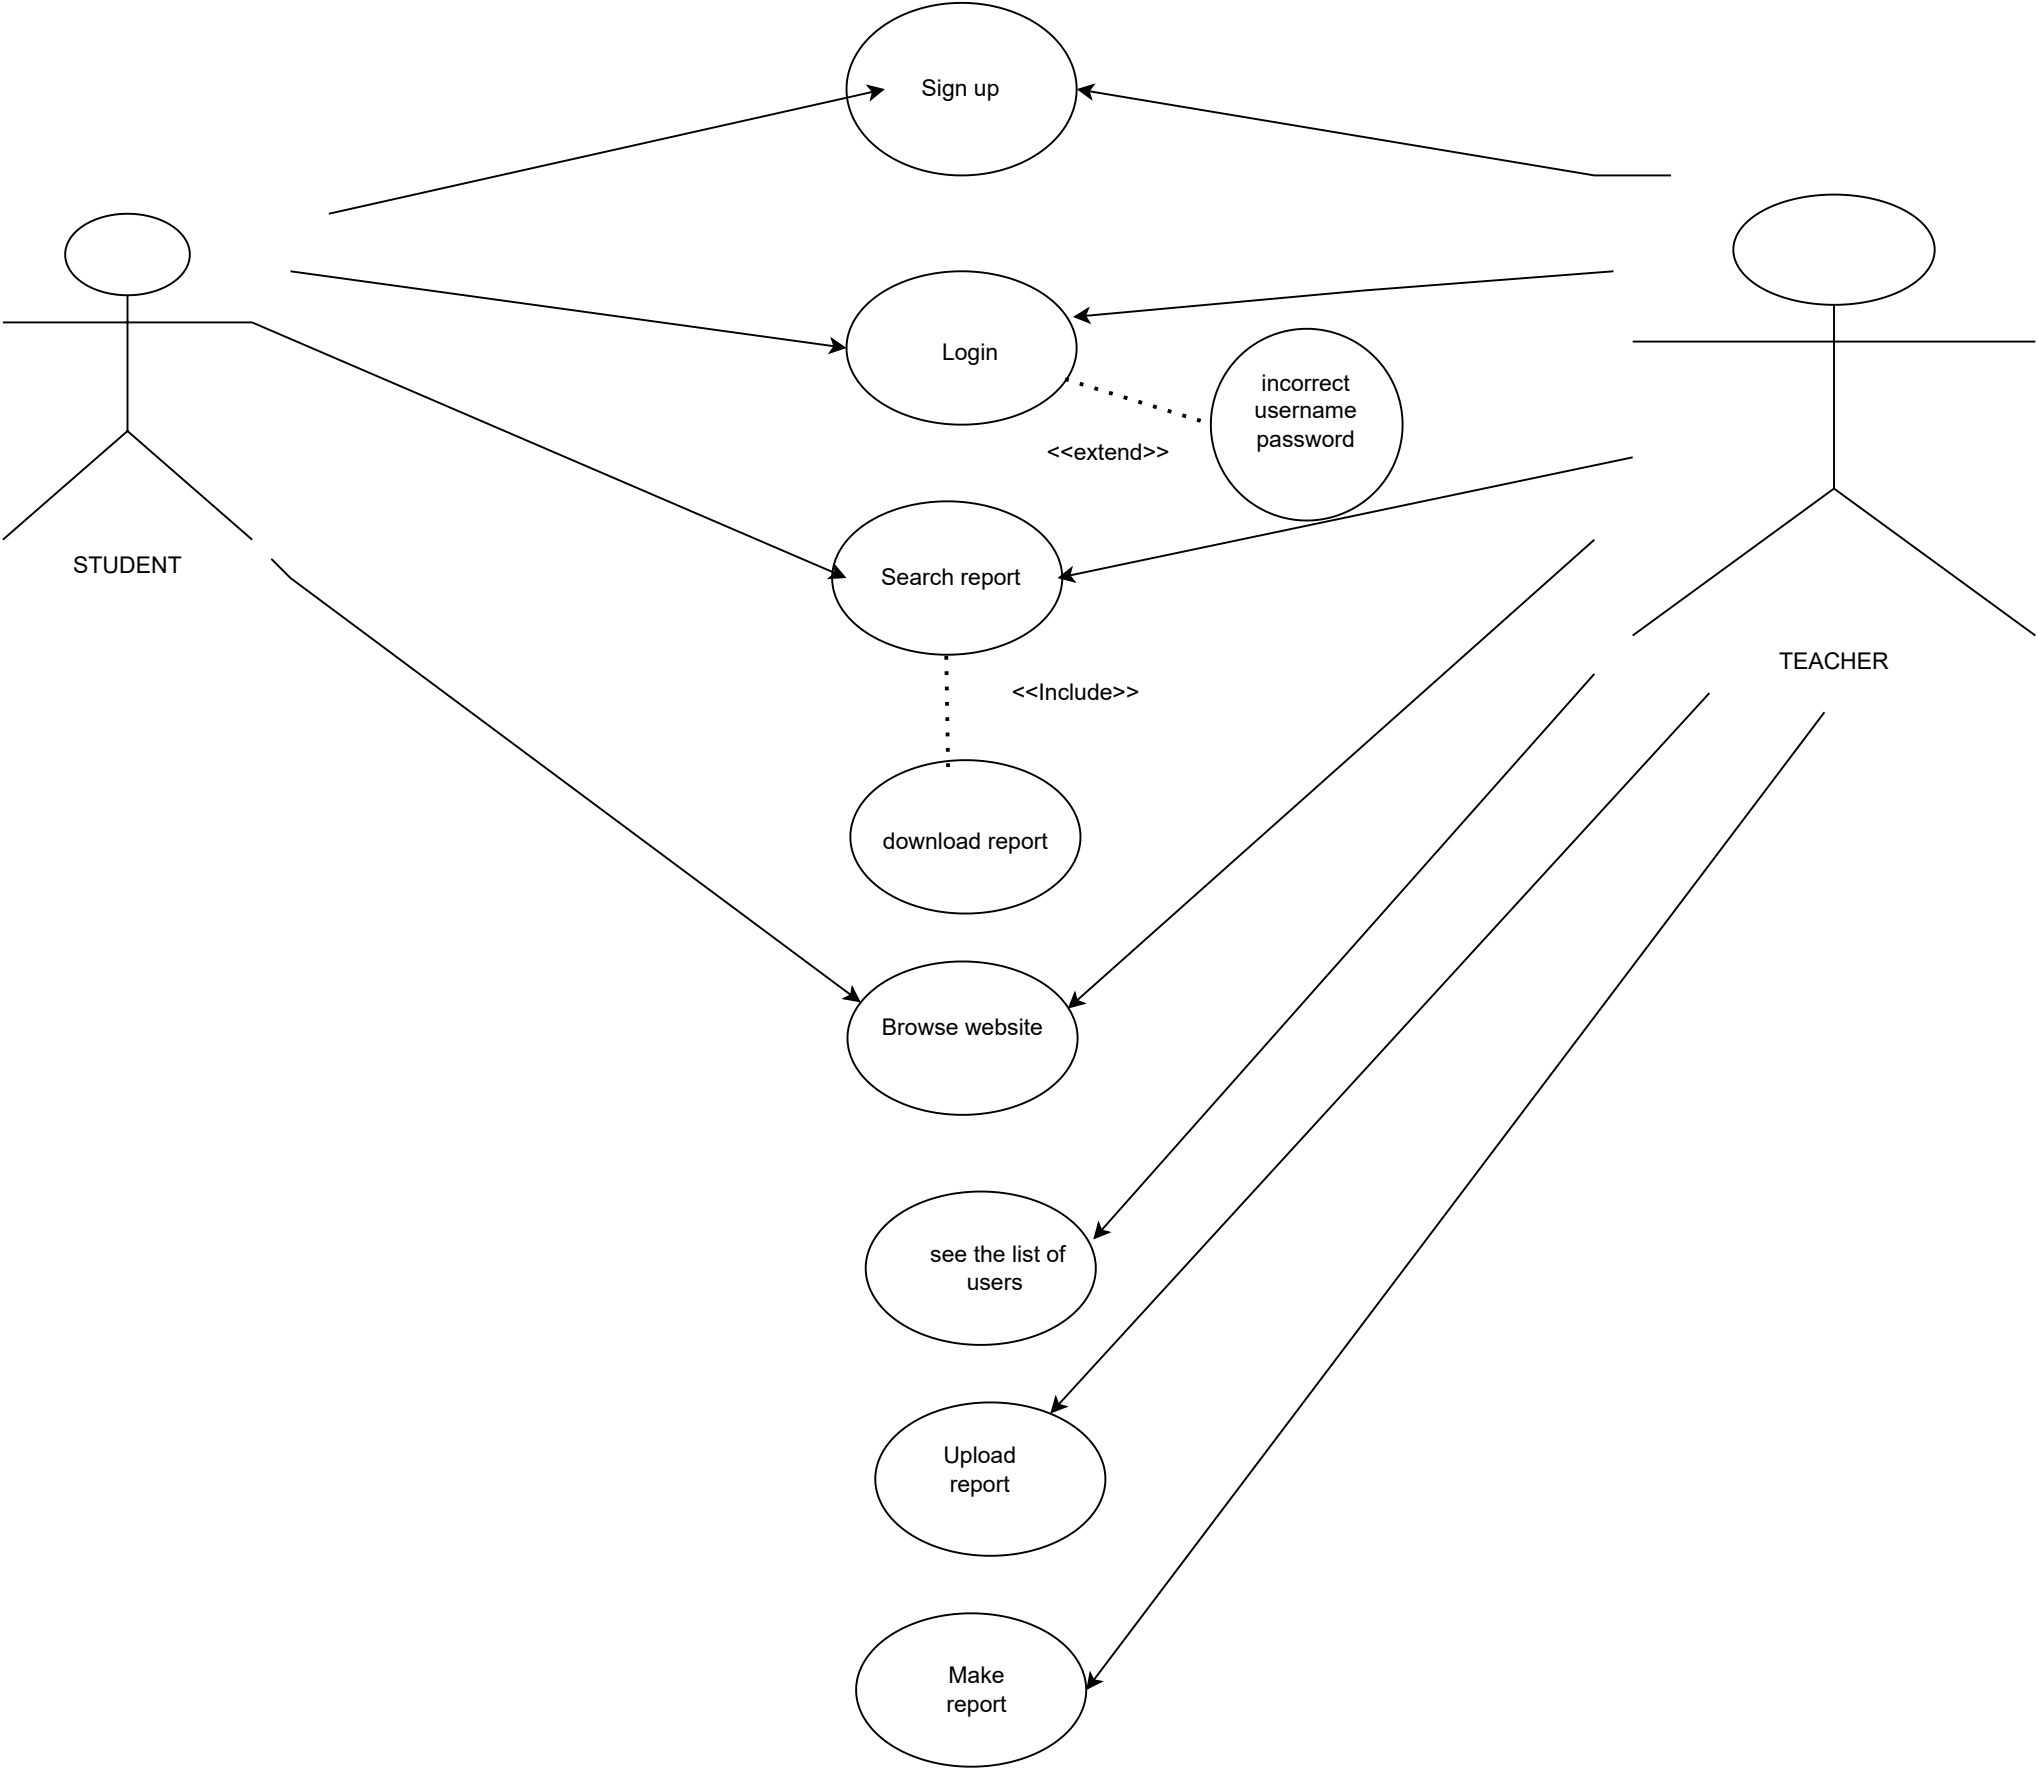 Sign up
Login
incorrect
username
password
<<extend>>
STUDENT
Search report
TEACHER
<<Include>>
download report
Browse website
see the list of
users
Upload
report
Make
report